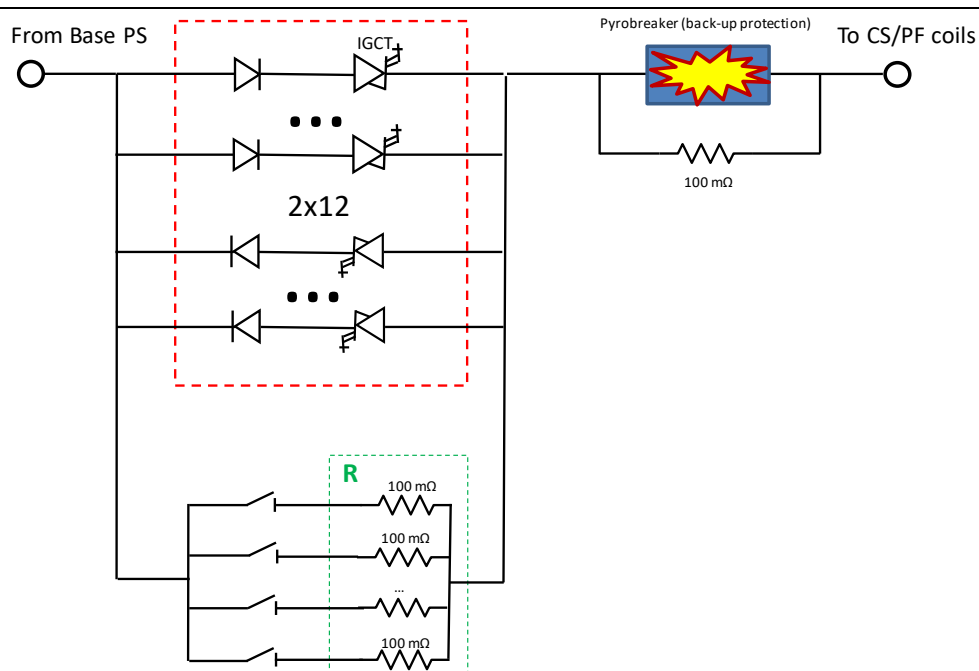 Pyrobreaker (back-up protection)
From Base PS
To CS/PF coils
IGCT
100 mΩ
2x12
R
100 mΩ
100 mΩ
...
100 mΩ